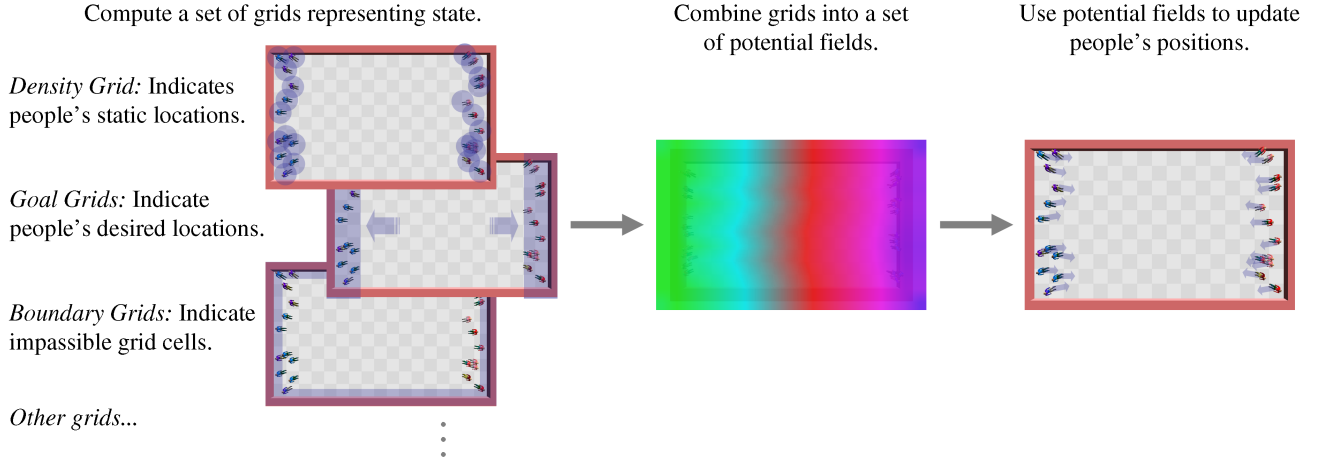 Compute a set of grids representing state.
Combine grids into a set
of potential fields.
Use potential fields to update
people’s positions.
Density Grid: Indicates
people’s static locations.
Goal Grids: Indicate
people’s desired locations.
Boundary Grids: Indicate
impassible grid cells.
Other grids...